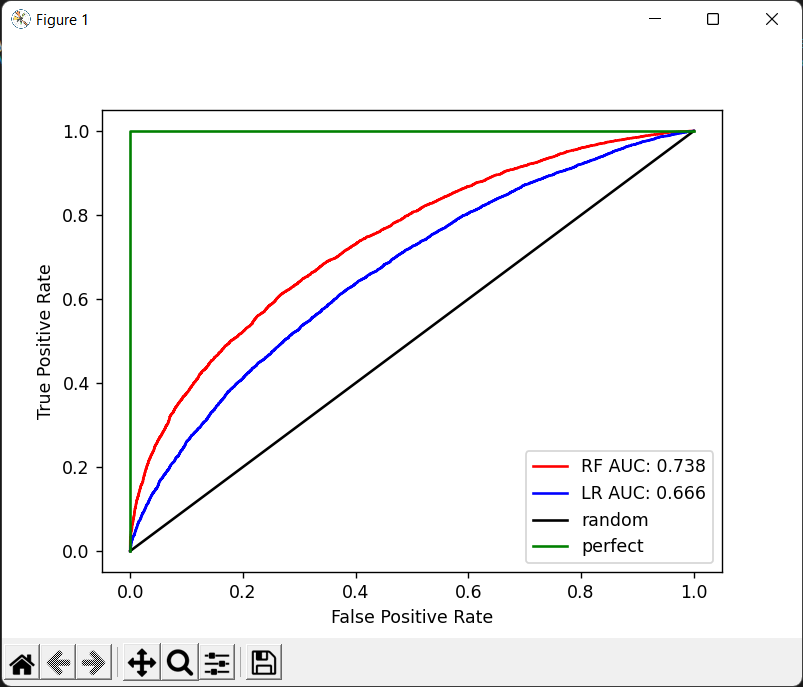 Figure 1
1.0
0.8
0.6
0.4
0.2
0.0
True Positive Rate
RF AUC: 0.738
LR AUC: 0.666
random
perfect
0.0 0.2 0.4 0.6 0.8 1.0
False Positive Rate